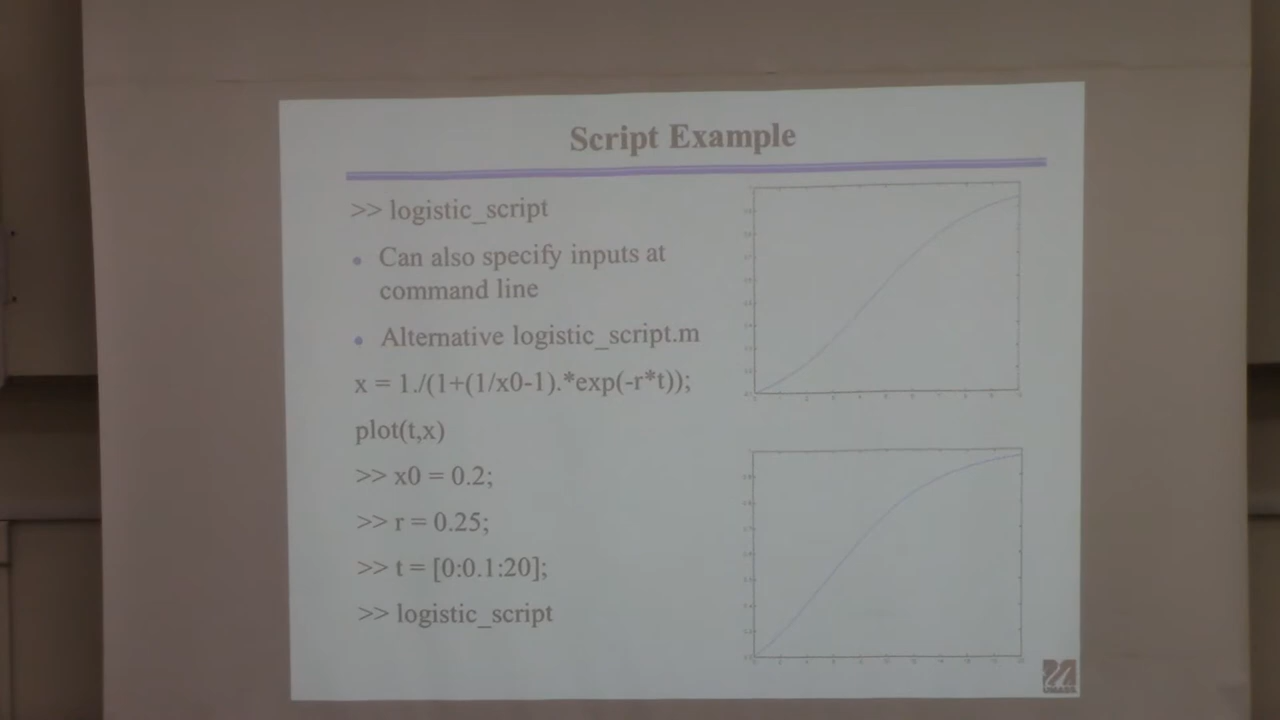 Script Example
>> logistic_script
• Can also specify inputs at
command line
• Alternative logistic_script.m
x = 1./(1+(1/x0-1).*exp(-r*t));
plot(t,x)
>> x0 = 0.2;
>> r = 0.25;
>> t = [0:0.1:20];
>> logistic_script
UMASS